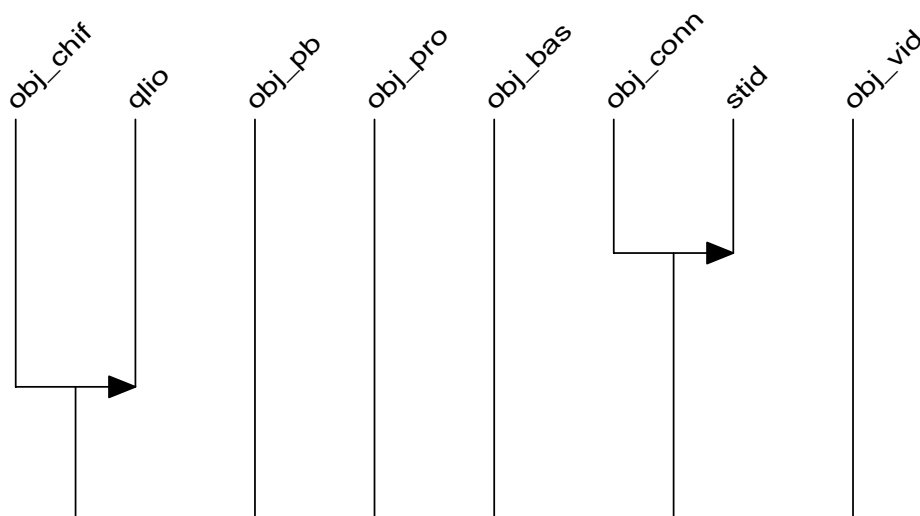 obj_chif
qlio
obj_pb
obj_pro
obj_bas
obj_conn
stid
obj_vid